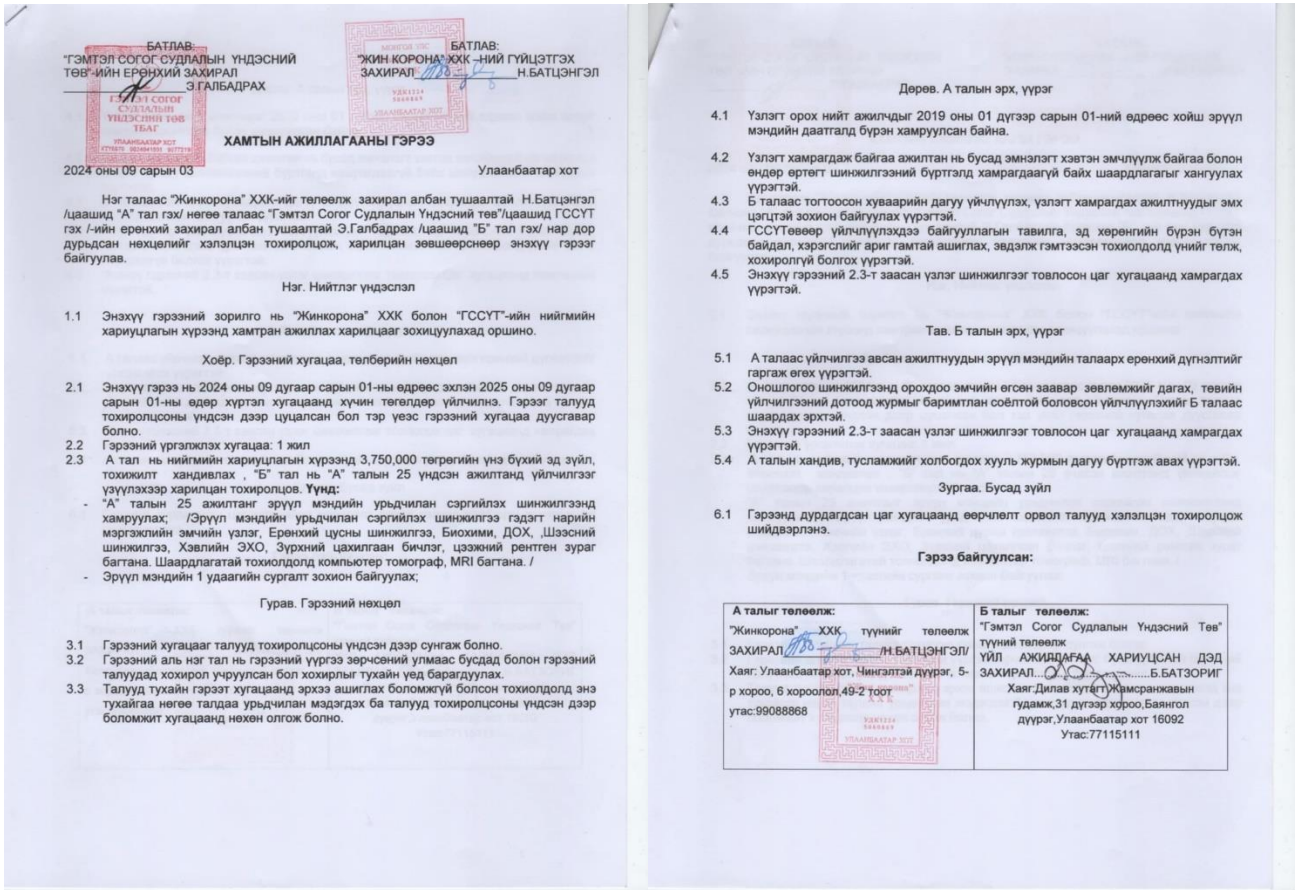 БАТЛАВ:
"ГЭМТЭЛ СОГОГ СУДЛАЛЫН ҮНДЭСНИЙ
ТӨВ"-ИЙН ЕРӨНХИЙ ЗАХИРАЛ
Э.ГАЛБАДРАХ
ГЭМТЭЛ СОГОГ
СУДЛАЛЫН
ҮНДЭСНИЙ ТӨВ
ТБАГ
УЛААНБААТАР ХОТ
БАТЛАВ:
"ЖИН КОРОНА" ХХК –НИЙ ГҮЙЦЭТГЭХ
ЗАХИРАЛ Н.БАТЦЭНГЭЛ
МОНГОЛ УЛС
УЛААНБААТАР ХОТ
ХАМТЫН АЖИЛЛАГААНЫ ГЭРЭЭ
2024 оны 09 сарын 03 Улаанбаатар хот
Нэг талаас "Жинкорона" ХХК-ийг төлөөлж захирал албан тушаалтай Н.Батцэнгэл
/цаашид "А" тал гэх/ нөгөө талаас "Гэмтэл Согог Судлалын Үндэсний төв"/цаашид ГССҮТ
гэх /-ийн ерөнхий захирал албан тушаалтай Э.Галбадрах /цаашид "Б" тал гэх/ нар дор
дурьдсан нөхцөлийг хэлэлцэн тохиролцож, харилцан зөвшөөрснөөр энэхүү гэрээг
байгуулав.
Нэг. Нийтлэг үндэслэл
1.1 Энэхүү гэрээний зорилго нь "Жинкорона" ХХК болон "ГССҮТ"-ийн нийгмийн
хариуцлагын хүрээнд хамтран ажиллах харилцааг зохицуулахад оршино.
Хоёр. Гэрээний хугацаа, төлбөрийн нөхцөл
2.1 Энэхүү гэрээ нь 2024 оны 09 дугаар сарын 01-ны өдрөөс эхлэн 2025 оны 09 дугаар
сарын 01-ны өдөр хүртэл хугацаанд хүчин төгөлдөр үйлчилнэ. Гэрээг талууд
тохиролцсоны үндсэн дээр цуцалсан бол тэр үеэс гэрээний хугацаа дуусгавар
болно.
2.2 Гэрээний үргэлжлэх хугацаа: 1 жил
2.3 А тал нь нийгмийн хариуцлагын хүрээнд 3,750,000 төгрөгийн үнэ бүхий эд зүйл,
тохижилт хандивлах , "Б" тал нь "А" талын 25 үндсэн ажилтанд үйлчилгээг
үзүүлэхээр харилцан тохиролцов. Үүнд:
- "А" талын 25 ажилтанг эрүүл мэндийн урьдчилан сэргийлэх шинжилгээнд
хамруулах; /Эрүүл мэндийн урьдчилан сэргийлэх шинжилгээ гэдэгт нарийн
мэргэжлийн эмчийн үзлэг, Ерөнхий цусны шинжилгээ, Биохими, ДОХ, ,Шээсний
шинжилгээ, Хэвлийн ЭХО, Зүрхний цахилгаан бичлэг, цээжний рентген зураг
багтана. Шаардлагатай тохиолдолд компьютер томограф, MRI багтана. /
- Эрүүл мэндийн 1 удаагийн сургалт зохион байгуулах;
Гурав. Гэрээний нөхцөл
3.1 Гэрээний хугацааг талууд тохиролцсоны үндсэн дээр сунгаж болно.
3.2 Гэрээний аль нэг тал нь гэрээний үүргээ зөрчсөний улмаас бусдад болон гэрээний
талуудад хохирол учруулсан бол хохирлыг тухайн үед барагдуулах.
3.3 Талууд тухайн гэрээт хугацаанд эрхээ ашиглах боломжгүй болсон тохиолдолд энэ
тухайгаа нөгөө талдаа урьдчилан мэдэгдэх ба талууд тохиролцсоны үндсэн дээр
боломжит хугацаанд нөхөн олгож болно.
Дөрөв. А талын эрх, үүрэг
4.1 Үзлэгт орох нийт ажилчдыг 2019 оны 01 дүгээр сарын 01-ний өдрөөс хойш эрүүл
мэндийн даатгалд бүрэн хамруулсан байна.
4.2 Үзлэгт хамрагдаж байгаа ажилтан нь бусад эмнэлэгт хэвтэн эмчлүүлж байгаа болон
өндөр өртөгт шинжилгээний бүртгэлд хамрагдаагүй байх шаардлагагыг хангуулах
үүрэгтэй.
4.3 Б талаас тогтоосон хуваарийн дагуу үйлчлүүлэх, үзлэгт хамрагдах ажилтнуудыг эмх
цэгцтэй зохион байгуулах үүрэгтэй.
4.4 ГССҮТөвөөр үйлчлүүлэхдээ байгууллагын тавилга, эд хөрөнгийн бүрэн бүтэн
байдал, хэрэгслийг ариг гамтай ашиглах, эвдэлж гэмтээсэн тохиолдолд үнийг төлж,
хохиролгүй болгох үүрэгтэй.
4.5 Энэхүү гэрээний 2.3-т заасан үзлэг шинжилгээг товлосон цаг хугацаанд хамрагдах
үүрэгтэй.
Тав. Б талын эрх, үүрэг
5.1 А талаас үйлчилгээ авсан ажилтнуудын эрүүл мэндийн талаарх ерөнхий дүгнэлтийг
гаргаж өгөх үүрэгтэй.
5.2 Оношлогоо шинжилгээнд орохдоо эмчийн өгсөн заавар зөвлөмжийг дагах, төвийн
үйлчилгээний дотоод журмыг баримтлан соёлтой боловсон үйлчлүүлэхийг Б талаас
шаардах эрхтэй.
5.3 Энэхүү гэрээний 2.3-т заасан үзлэг шинжилгээг товлосон цаг хугацаанд хамрагдах
үүрэгтэй.
5.4 А талын хандив, тусламжийг холбогдох хууль журмын дагуу бүртгэж авах үүрэгтэй.
Зургаа. Бусад зүйл
6.1 Гэрээнд дурдагдсан цаг хугацаанд өөрчлөлт орвол талууд хэлэлцэн тохиролцож
шийдвэрлэнэ.
Гэрээ байгуулсан:
А талыг төлөөлж:
"Жинкорона" ХХК түүнийг төлөөлж
ЗАХИРАЛ /Н.БАТЦЭНГЭЛ/
Хаяг: Улаанбаатар хот, Чингэлтэй дүүрэг, 5-
р хороо, 6 хороолол,49-2 тоот
утас:99088868
ХХК
УЛААНБААТАР ХОТ
Б талыг төлөөлж:
"Гэмтэл Согог Судлалын Үндэсний Төв"
түүний төлөөлж
ҮЙЛ АЖИЛЛАГАА ХАРИУЦСАН ДЭД
ЗАХИРАЛ Б.БАТЗОРИГ
Хаяг:Дилав хутагт Жамсранжавын
гудамж,31 дүгээр хороо,Баянгол
дүүрэг,Улаанбаатар хот 16092
Утас:77115111